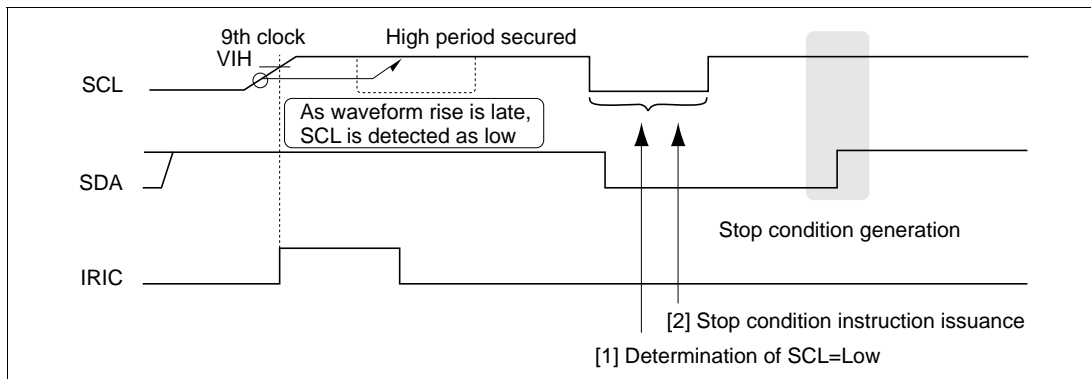 9th clock
VIH
High period secured
SCL
As waveform rise is late,
SCL is detected as low
SDA
Stop condition generation
IRIC
[2] Stop condition instruction issuance
[1] Determination of SCL=Low